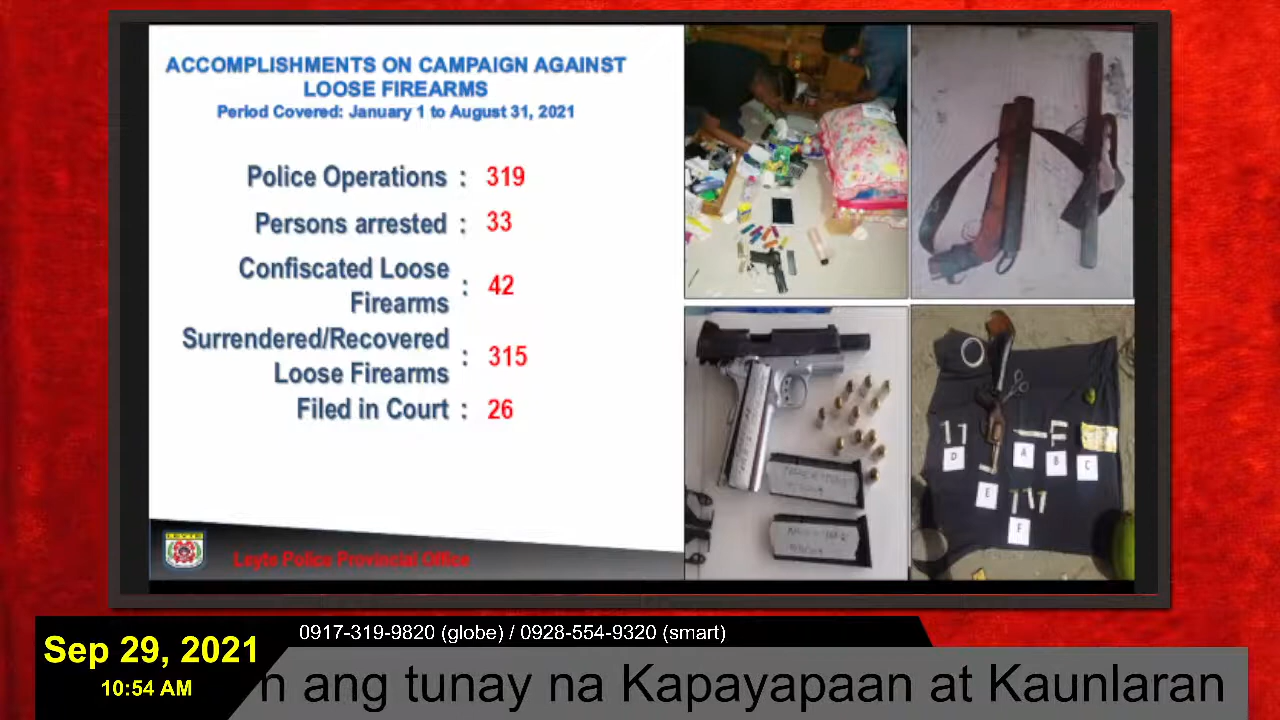 ACCOMPLISHMENTS ON CAMPAIGN AGAINST
LOOSE FIREARMS
Period Covered: January 1 to August 31, 2021
Police Operations : 319
Persons arrested : 33
Confiscated Loose
Firearms : 42
Surrendered/Recovered
Loose Firearms : 315
Filed in Court : 26
LEYTE
Leyte Police Provincial Office
D
A
B
C
E
F
0917-319-9820 (globe) / 0928-554-9320 (smart)
Sep 29, 2021
10:54 AM
n ang tunay na Kapayapaan at Kaunlaran